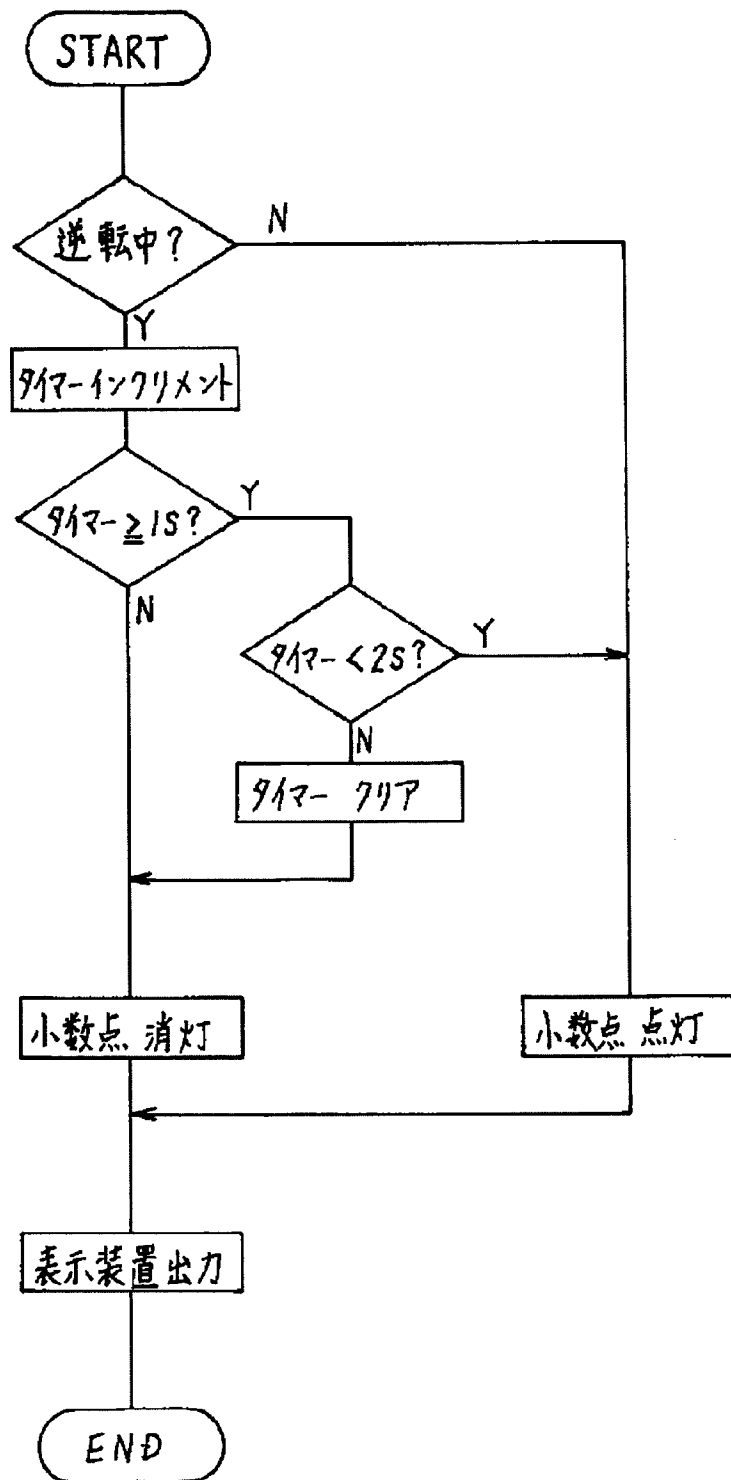 START
逆転中?
N
Y
タイマーインクリメント
タイマー≧1S?
Y
N
タイマー<2S?
Y
N
タイマー クリア
小数点 消灯
小数点 点灯
表示装置出力
END